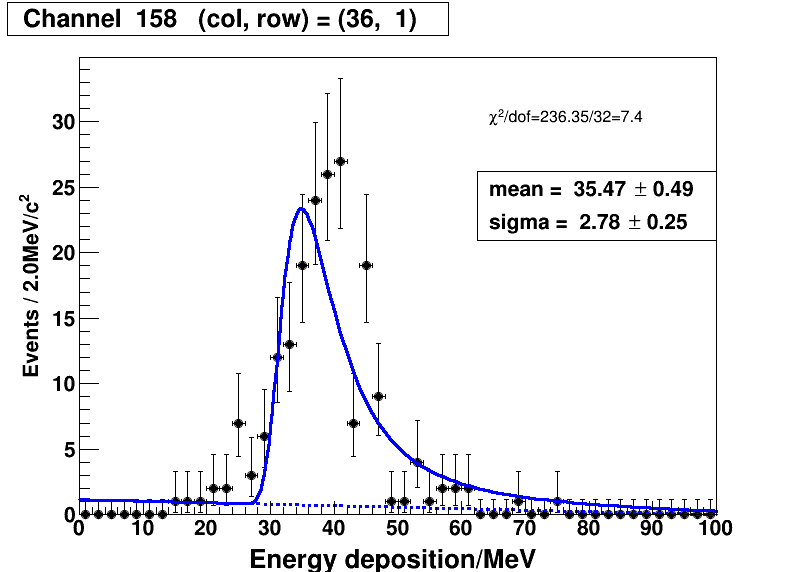 Channel 158 (col, row) = (36, 1)
χ²/dof=236.35/32=7.4
mean = 35.47 ± 0.49
sigma = 2.78 ± 0.25
Events / 2.0MeV/c²
30
25
20
15
10
5
0
0 10 20 30 40 50 60 70 80 90 100
Energy deposition/MeV